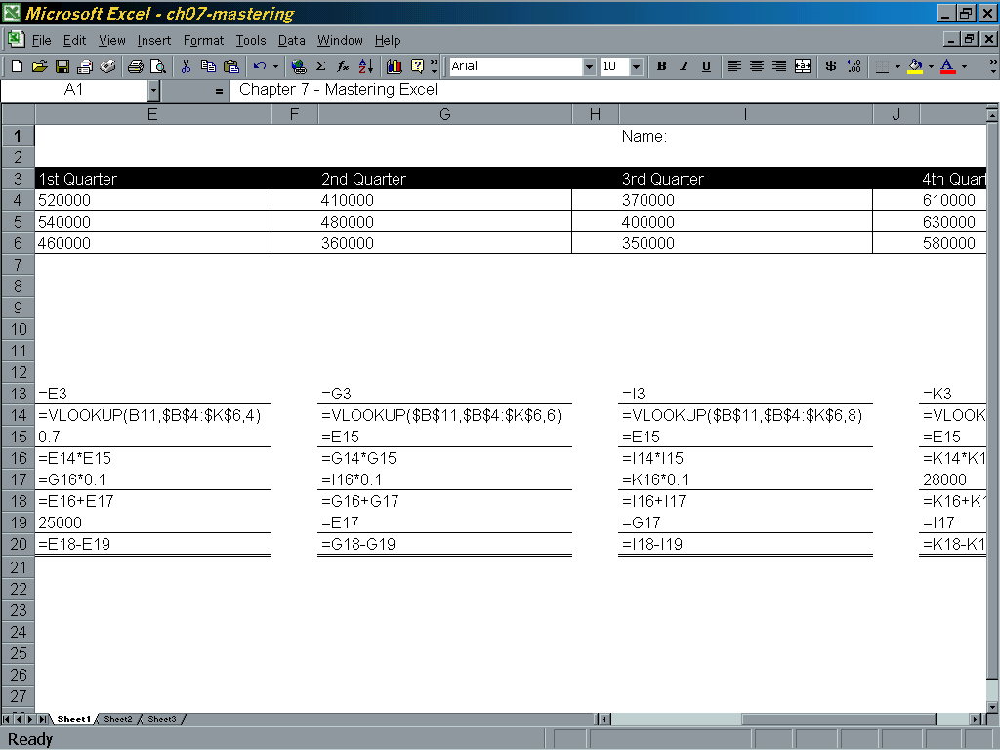 Microsoft Excel - ch07-mastering
File Edit View Insert Format Tools Data Window Help
Arial 10 B I U $
A1 = Chapter 7 - Mastering Excel
E F G H I J
1 Name:
2
3 1st Quarter 2nd Quarter 3rd Quarter 4th Quart
4 520000 410000 370000 610000
5 540000 480000 400000 630000
6 460000 360000 350000 580000
7
8
9
10
11
12
13 =E3 =G3 =I3 =K3
14 =VLOOKUP(B11,$B$4:$K$6,4) =VLOOKUP($B$11,$B$4:$K$6,6) =VLOOKUP($B$11,$B$4:$K$6,8) =VLOOK
15 0.7 =E15 =E15 =E15
16 =E14*E15 =G14*G15 =I14*I15 =K14*K1
17 =G16*0.1 =I16*0.1 =K16*0.1 28000
18 =E16+E17 =G16+G17 =I16+I17 =K16+K1
19 25000 =E17 =G17 =I17
20 =E18-E19 =G18-G19 =I18-I19 =K18-K1
21
22
23
24
25
26
27
Sheet1 Sheet2 Sheet3
Ready